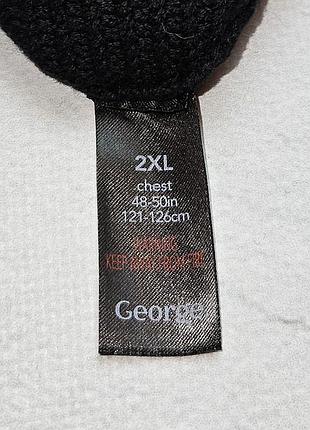 2XL
chest
48-50in
121-126cm
WARNING
KEEP AWAY FROM FIRE
George